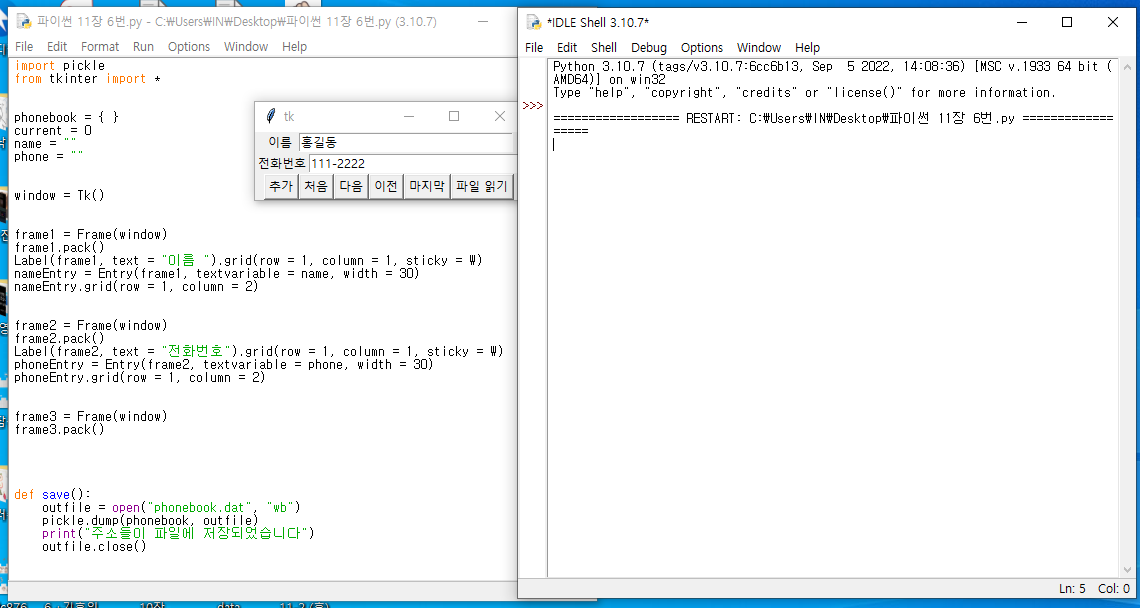 파이썬 11장 6번.py - C:\Users\IN\Desktop\파이썬 11장 6번.py (3.10.7)
File Edit Format Run Options Window Help
import pickle
from tkinter import *
phonebook = { }
current = 0
name = ""
phone = ""
window = Tk()
frame1 = Frame(window)
frame1.pack()
Label(frame1, text = "이름 ").grid(row = 1, column = 1, sticky = W)
nameEntry = Entry(frame1, textvariable = name, width = 30)
nameEntry.grid(row = 1, column = 2)
frame2 = Frame(window)
frame2.pack()
Label(frame2, text = "전화번호").grid(row = 1, column = 1, sticky = W)
phoneEntry = Entry(frame2, textvariable = phone, width = 30)
phoneEntry.grid(row = 1, column = 2)
frame3 = Frame(window)
frame3.pack()
def save():
    outfile = open("phonebook.dat", "wb")
    pickle.dump(phonebook, outfile)
    print("주소들이 파일에 저장되었습니다")
    outfile.close()
tk
이름 홍길동
전화번호 111-2222
추가 처음 다음 이전 마지막 파일 읽기
*IDLE Shell 3.10.7*
File Edit Shell Debug Options Window Help
Python 3.10.7 (tags/v3.10.7:6cc6b13, Sep  5 2022, 14:08:36) [MSC v.1933 64 bit (
AMD64)] on win32
Type "help", "copyright", "credits" or "license()" for more information.
>>>
================== RESTART: C:\Users\IN\Desktop\파이썬 11장 6번.py =============
=====
Ln: 5 Col: 0